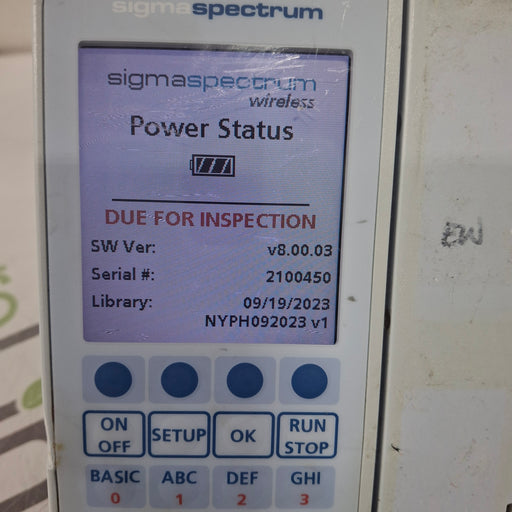 sigmaspectrum
sigmaspectrum
wireless
Power Status
DUE FOR INSPECTION
SW Ver: v8.00.03
Serial #: 2100450
Library: 09/19/2023
NYPH092023 v1
EW
ON OFF SETUP OK RUN STOP
BASIC 0 ABC 1 DEF 2 GHI 3